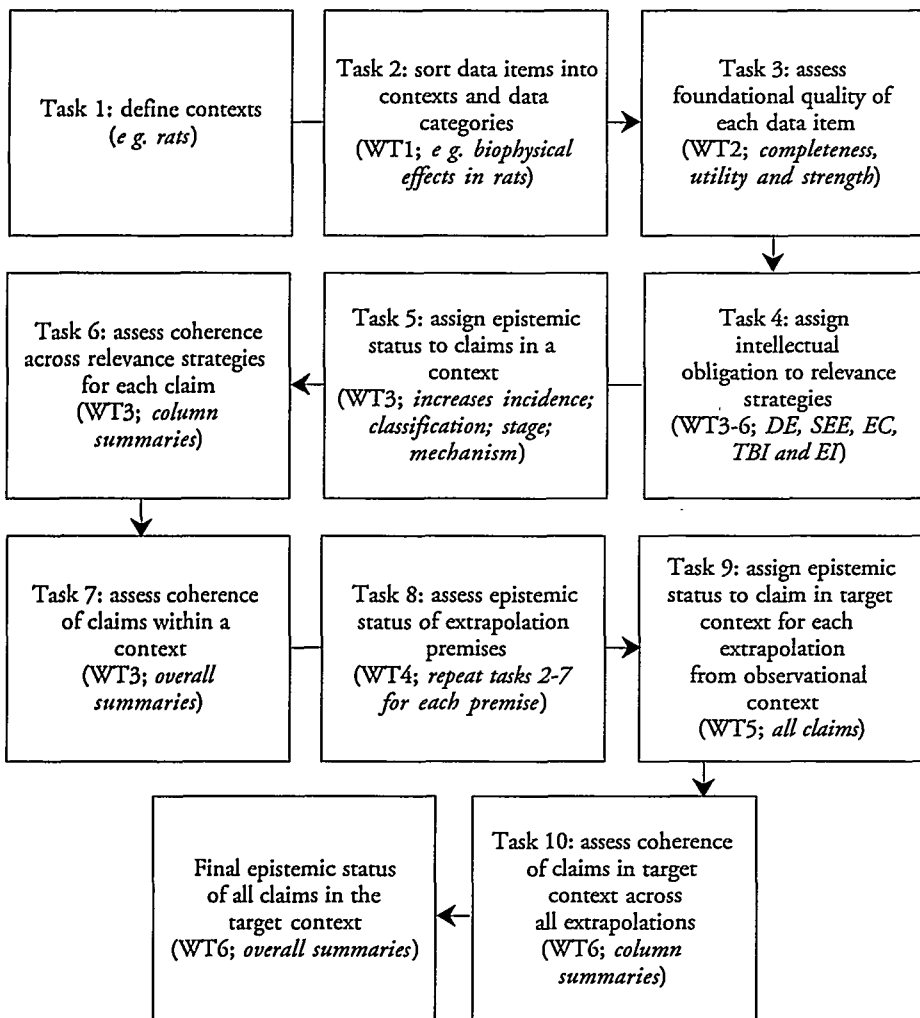 Task 1: define contexts
(e g. rats)
Task 2: sort data items into
contexts and data
categories
(WT1; e g. biophysical
effects in rats)
Task 3: assess
foundational quality of
each data item
(WT2; completeness,
utility and strength)
Task 4: assign
intellectual
obligation to relevance
strategies
(WT3-6; DE, SEE, EC,
TBI and EI)
Task 5: assign epistemic
status to claims in a
context
(WT3; increases incidence;
classification; stage;
mechanism)
Task 6: assess coherence
across relevance strategies
for each claim
(WT3; column
summaries)
Task 7: assess coherence
of claims within a
context
(WT3; overall
summaries)
Task 8: assess epistemic
status of extrapolation
premises
(WT4; repeat tasks 2-7
for each premise)
Task 9: assign epistemic
status to claim in target
context for each
extrapolation
from observational
context
(WT5; all claims)
Task 10: assess coherence
of claims in target
context across
all extrapolations
(WT6; column
summaries)
Final epistemic status
of all claims in the
target context
(WT6; overall summaries)